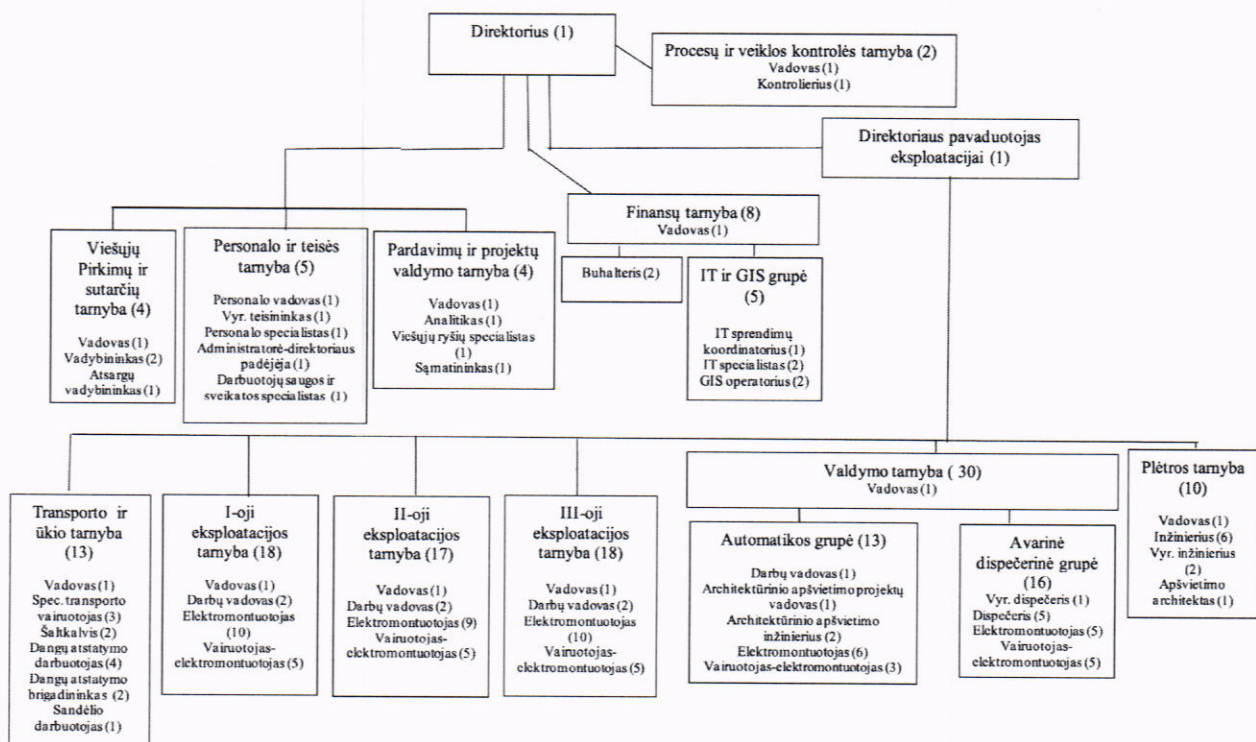 Direktorius (1)
Procesų ir veiklos kontrolės tarnyba (2)
Vadovas (1)
Kontrolierius (1)
Direktoriaus pavaduotojas
eksploatacijai (1)
Finansų tarnyba (8)
Vadovas (1)
Viešųjų
Pirkimų ir
sutarčių
tarnyba (4)
Vadovas (1)
Vadybininkas (2)
Atsargų
vadybininkas (1)
Personalo ir teisės
tarnyba (5)
Personalo vadovas (1)
Vyr. teisininkas (1)
Personalo specialistas (1)
Administratorė-direktoriaus
padėjėja (1)
Darbuotojų saugos ir
sveikatos specialistas (1)
Pardavimų ir projektų
valdymo tarnyba (4)
Vadovas (1)
Analitikas (1)
Viešųjų ryšių specialistas
(1)
Sąmatininkas (1)
Buhalteris (2)
IT ir GIS grupė
(5)
IT sprendimų
koordinatorius (1)
IT specialistas (2)
GIS operatorius (2)
Transporto ir
ūkio tarnyba
(13)
Vadovas (1)
Spec. transporto
vairuotojas (3)
Šaltkalvis (2)
Dangų atstatymo
darbuotojas (4)
Dangų atstatymo
brigadininkas (2)
Sandėlio
darbuotojas (1)
I-oji
eksploatacijos
tarnyba (18)
Vadovas (1)
Darbų vadovas (2)
Elektromontuotojas
(10)
Vairuotojas-
elektromontuotojas (5)
II-oji
eksploatacijos
tarnyba (17)
Vadovas (1)
Darbų vadovas (2)
Elektromontuotojas (9)
Vairuotojas-
elektromontuotojas (5)
III-oji
eksploatacijos
tarnyba (18)
Vadovas (1)
Darbų vadovas (2)
Elektromontuotojas
(10)
Vairuotojas-
elektromontuotojas (5)
Valdymo tarnyba ( 30)
Vadovas (1)
Automatikos grupė (13)
Darbų vadovas (1)
Architektūrinio apšvietimo projektų
vadovas (1)
Architektūrinio apšvietimo
inžinierius (2)
Elektromontuotojas (6)
Vairuotojas-elektromontuotojas (3)
Avarinė
dispečerinė grupė
(16)
Vyr. dispečeris (1)
Dispečeris (5)
Elektromontuotojas (5)
Vairuotojas-
elektromontuotojas (5)
Plėtros tarnyba
(10)
Vadovas (1)
Inžinierius (6)
Vyr. inžinierius
(2)
Apšvietimo
architektas (1)